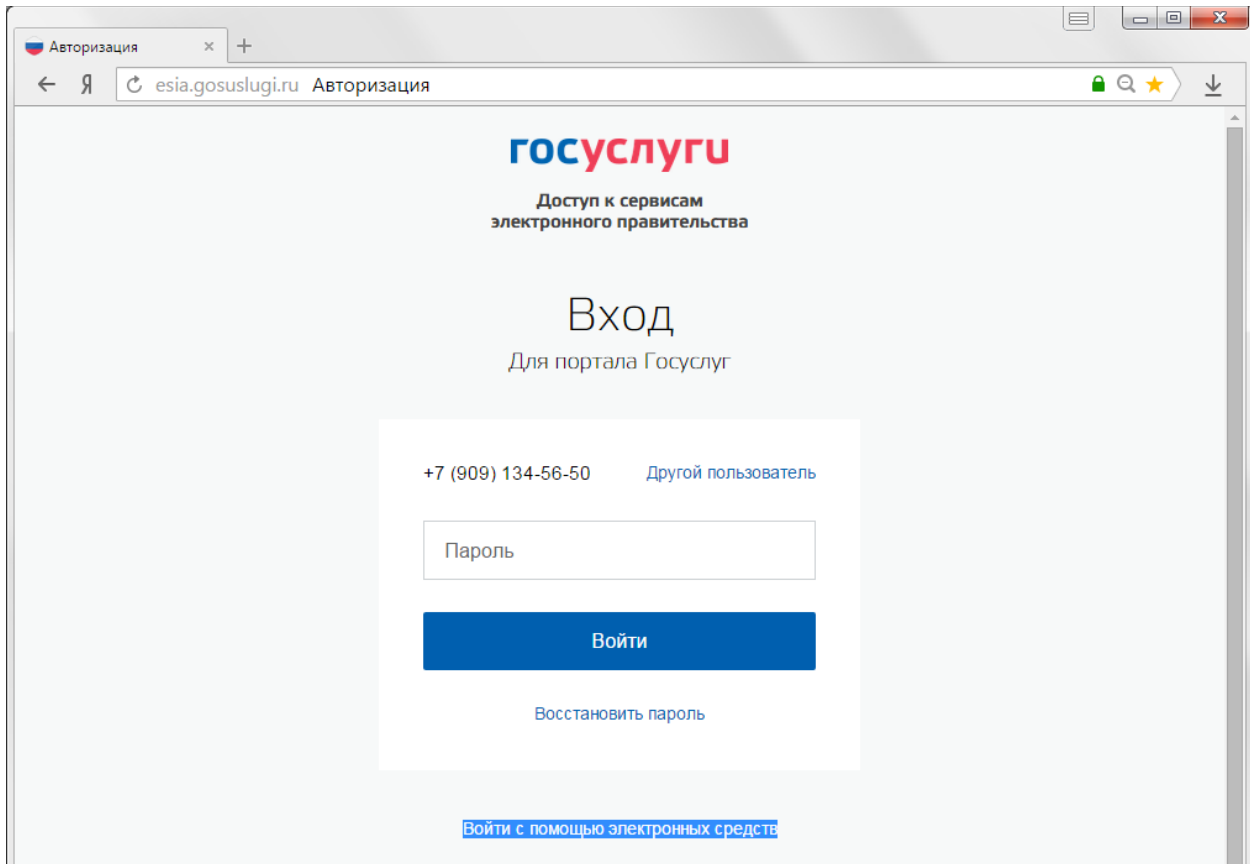 Авторизация
Я esia.gosuslugi.ru Авторизация
госуслуги
Доступ к сервисам
электронного правительства
Вход
Для портала Госуслуг
+7 (909) 134-56-50 Другой пользователь
Пароль
Войти
Восстановить пароль
Войти с помощью электронных средств